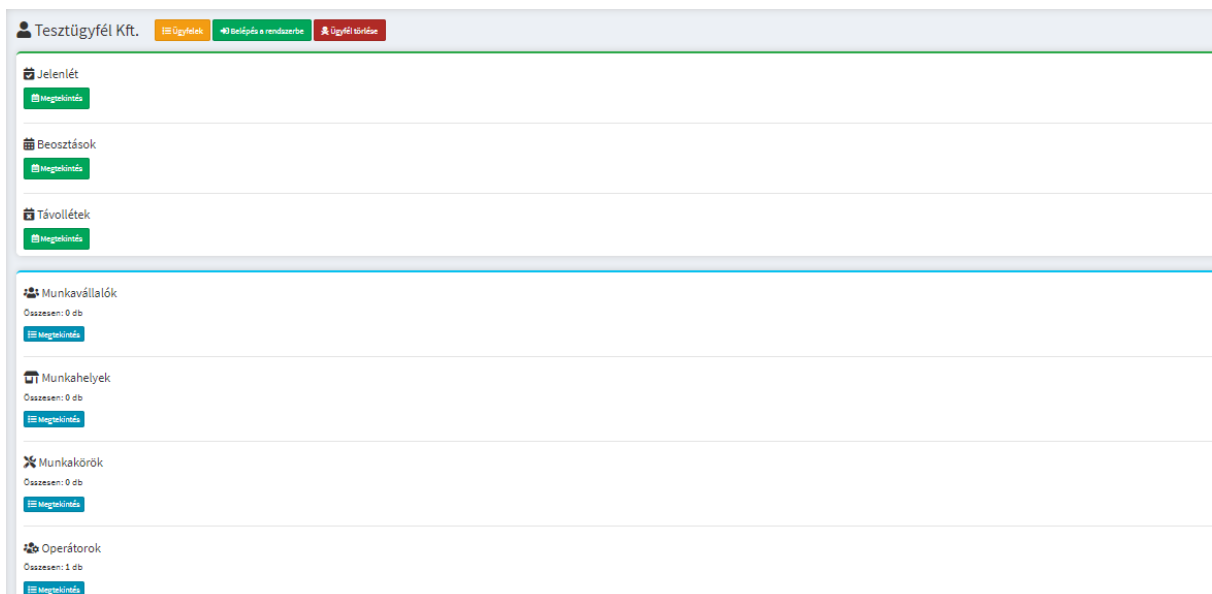 Tesztügyfél Kft. Ügyfelek Belépés a rendszerbe Ügyfél törlése
Jelenlét
Megtekintés
Beosztások
Megtekintés
Távollétek
Megtekintés
Munkavállalók
Összesen: 0 db
Megtekintés
Munkahelyek
Összesen: 0 db
Megtekintés
Munkakörök
Összesen: 0 db
Megtekintés
Operátorok
Összesen: 1 db
Megtekintés